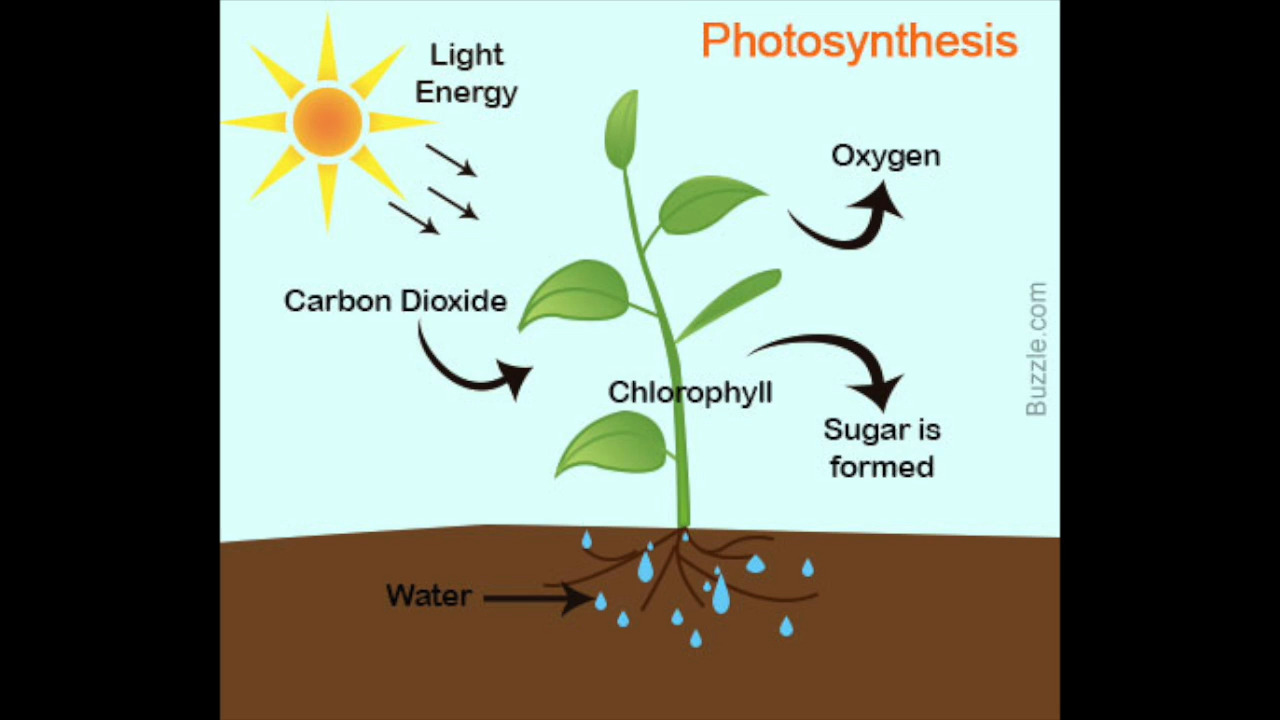 Photosynthesis
Light
Energy
Oxygen
Carbon Dioxide
Chlorophyll
Sugar is
formed
Water
Buzzle.com